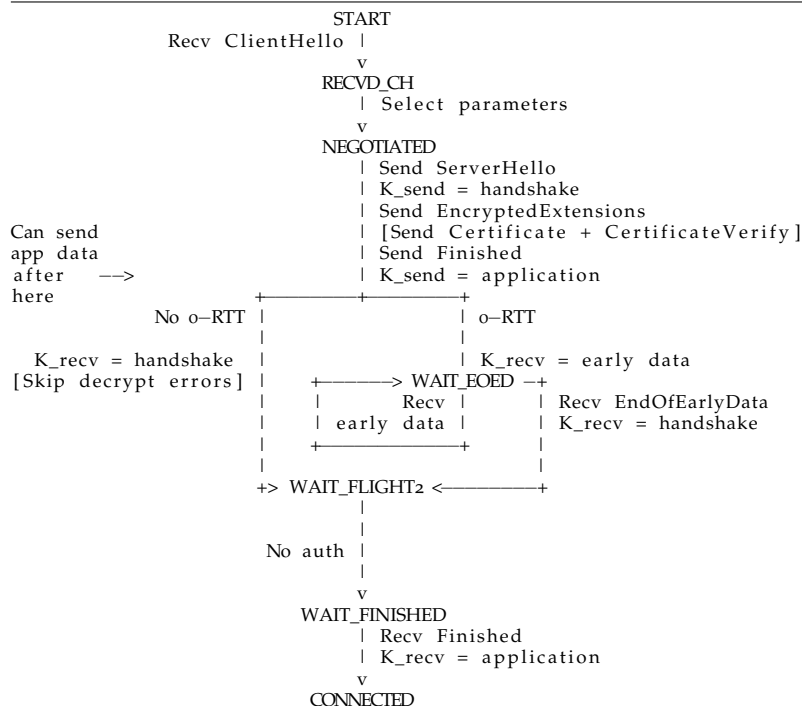 START
Recv ClientHello |
v
RECVD_CH
| Select parameters
v
NEGOTIATED
| Send ServerHello
| K_send = handshake
| Send EncryptedExtensions
Can send | [Send Certificate + CertificateVerify]
app data | Send Finished
after ——> | K_send = application
here +————————+————————+
No 0—RTT | | 0—RTT
| |
K_recv = handshake | | K_recv = early data
[Skip decrypt errors] | +——————> WAIT_EOED —+
| | Recv | | Recv EndOfEarlyData
| | early data | | K_recv = handshake
| +————————————+ |
| |
+> WAIT_FLIGHT2 <————————+
|
|
No auth |
|
v
WAIT_FINISHED
| Recv Finished
| K_recv = application
v
CONNECTED